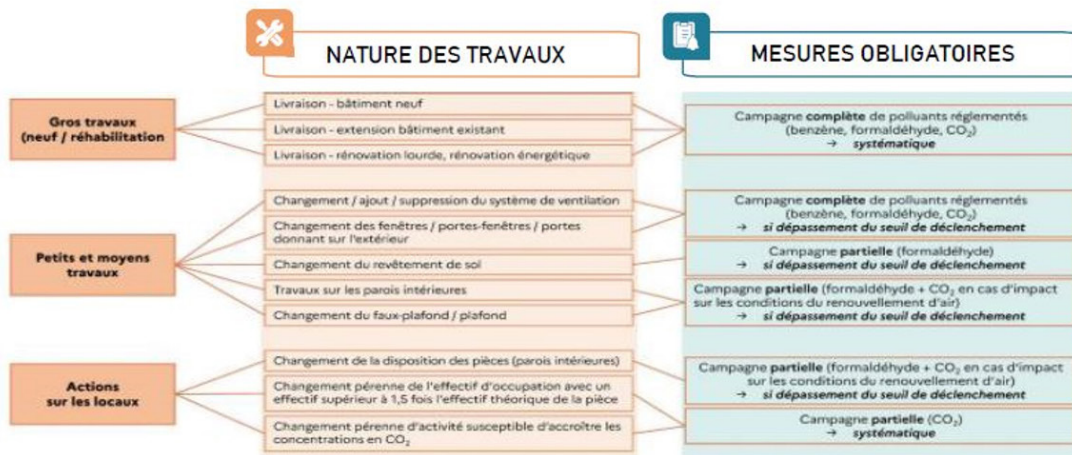 NATURE DES TRAVAUX
MESURES OBLIGATOIRES
Gros travaux
(neuf / réhabilitation
Livraison - bâtiment neuf
Livraison - extension bâtiment existant
Livraison - rénovation lourde, rénovation énergétique
Campagne complète de polluants réglementés
(benzène, formaldéhyde, CO₂)
→ systématique
Petits et moyens
travaux
Changement / ajout / suppression du système de ventilation
Changement des fenêtres / portes-fenêtres / portes
donnant sur l'extérieur
Changement du revêtement de sol
Travaux sur les parois intérieures
Changement du faux-plafond / plafond
Campagne complète de polluants réglementés
(benzène, formaldéhyde, CO₂)
→ si dépassement du seuil de déclenchement
Campagne partielle (formaldéhyde)
→ si dépassement du seuil de déclenchement
Campagne partielle (formaldéhyde + CO₂ en cas d'impact
sur les conditions du renouvellement d'air)
→ si dépassement du seuil de déclenchement
Actions
sur les locaux
Changement de la disposition des pièces (parois intérieures)
Changement pérenne de l'effectif d'occupation avec un
effectif supérieur à 1,5 fois l'effectif théorique de la pièce
Changement pérenne d'activité susceptible d'accroître les
concentrations en CO₂
Campagne partielle (formaldéhyde + CO₂ en cas d'impact
sur les conditions du renouvellement d'air)
→ si dépassement du seuil de déclenchement
Campagne partielle (CO₂)
→ systématique